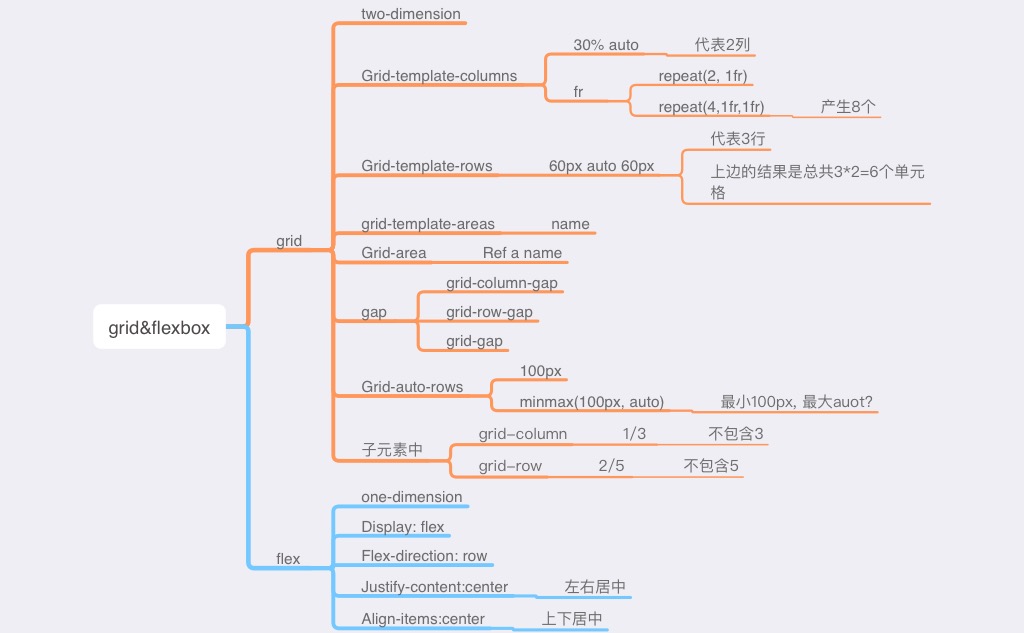 grid&flexbox
grid
two-dimension
Grid-template-columns
30% auto
代表2列
fr
repeat(2, 1fr)
repeat(4,1fr,1fr)
产生8个
Grid-template-rows
60px auto 60px
代表3行
上边的结果是总共3*2=6个单元
格
grid-template-areas
name
Grid-area
Ref a name
gap
grid-column-gap
grid-row-gap
grid-gap
Grid-auto-rows
100px
minmax(100px, auto)
最小100px, 最大auot?
子元素中
grid–column
1/3
不包含3
grid–row
2/5
不包含5
flex
one-dimension
Display: flex
Flex-direction: row
Justify-content:center
左右居中
Align-items:center
上下居中